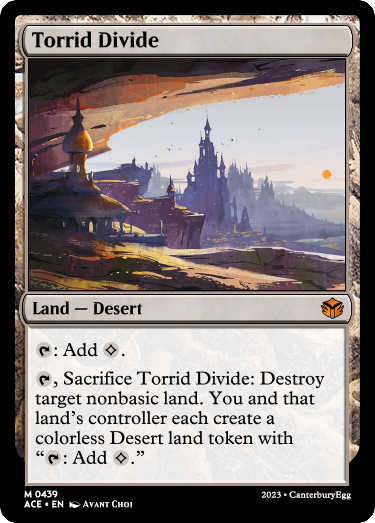 Torrid Divide
Land — Desert
: Add .
, Sacrifice Torrid Divide: Destroy
target nonbasic land. You and that
land's controller each create a
colorless Desert land token with
“: Add .”
M 0439
ACE • EN Avant Choi
2023 • CanterburyEgg